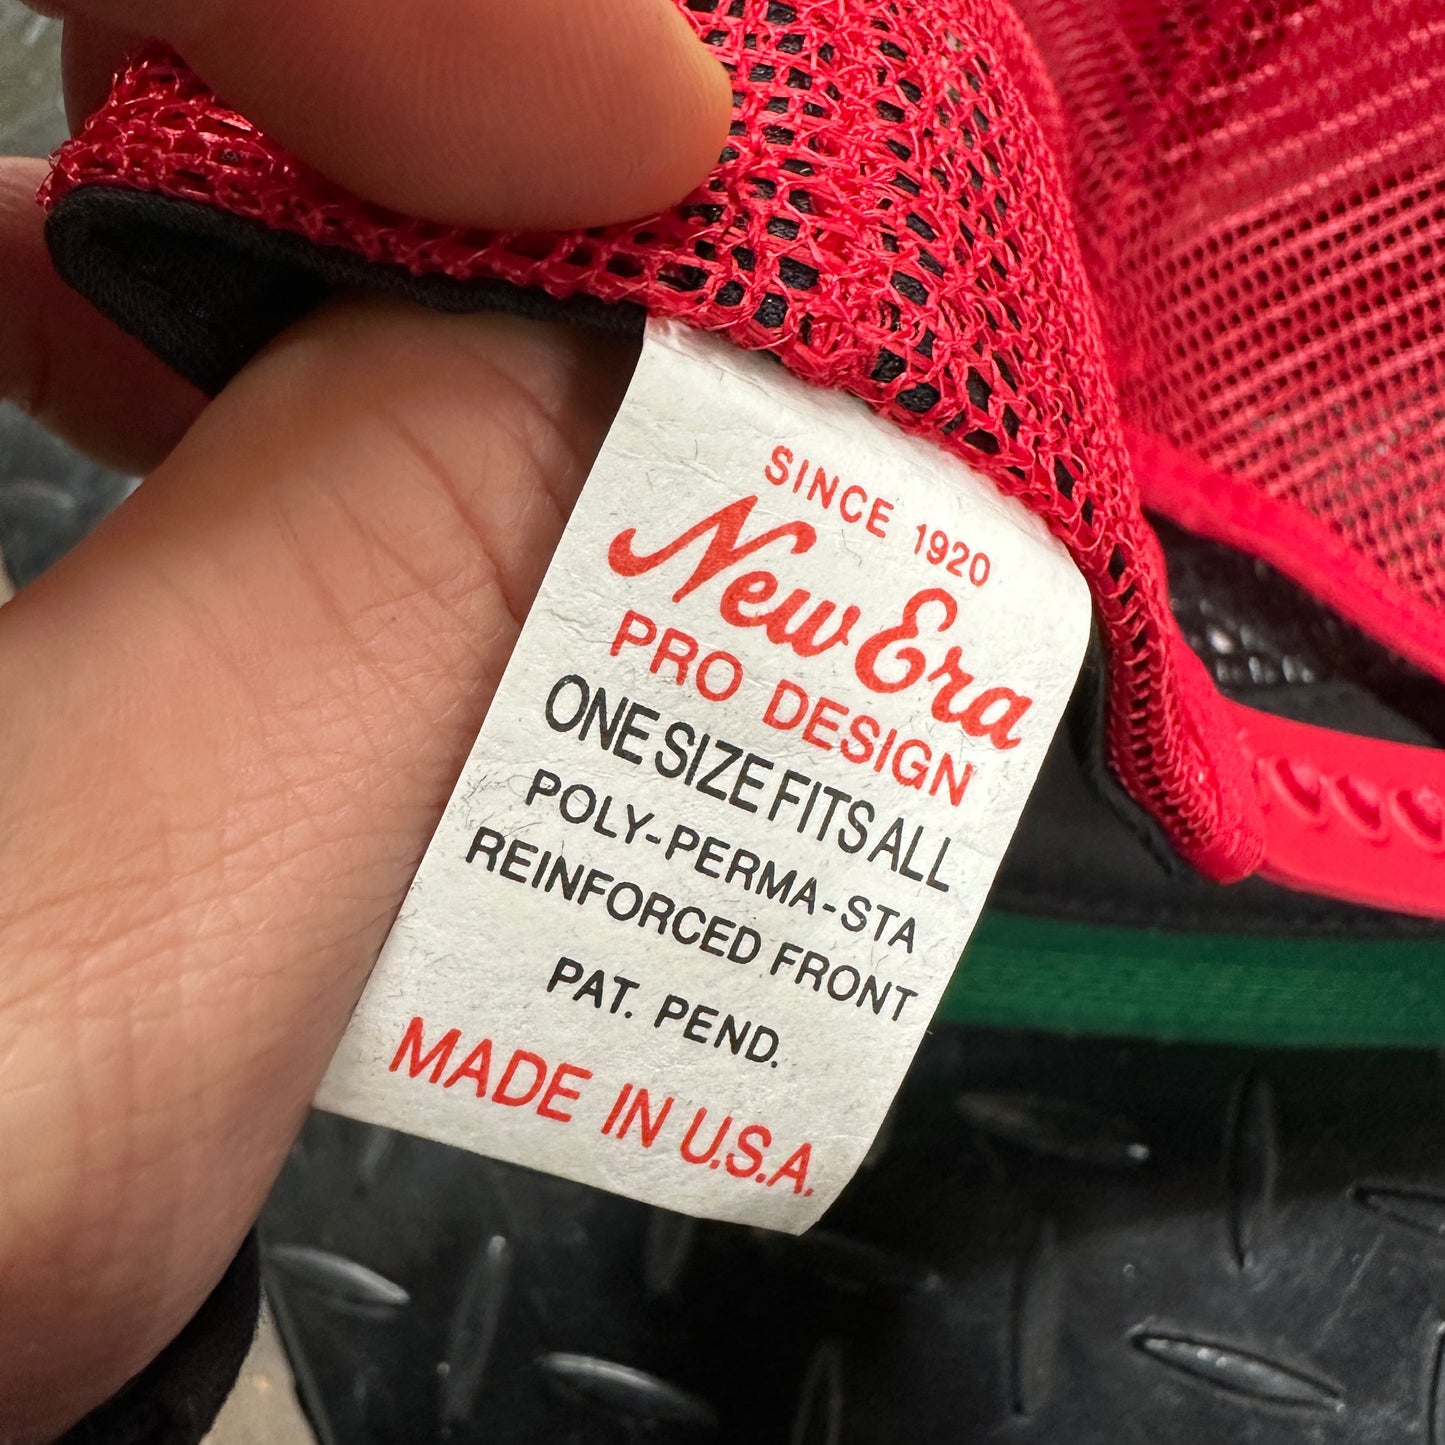 SINCE 1920
New Era
PRO DESIGN
ONE SIZE FITS ALL
POLY-PERMA-STA
REINFORCED FRONT
PAT. PEND.
MADE IN U.S.A.